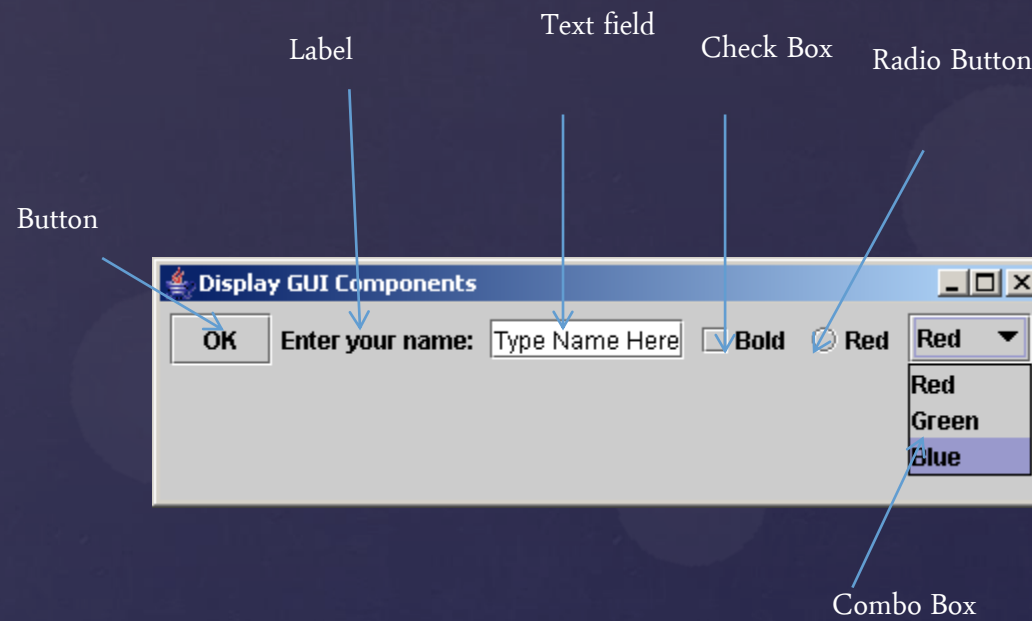 Text field
Label
Check Box
Radio Button
Button
Display GUI Components
OK
Enter your name:
Type Name Here
Bold
Red
Red
Red
Green
Blue
Combo Box